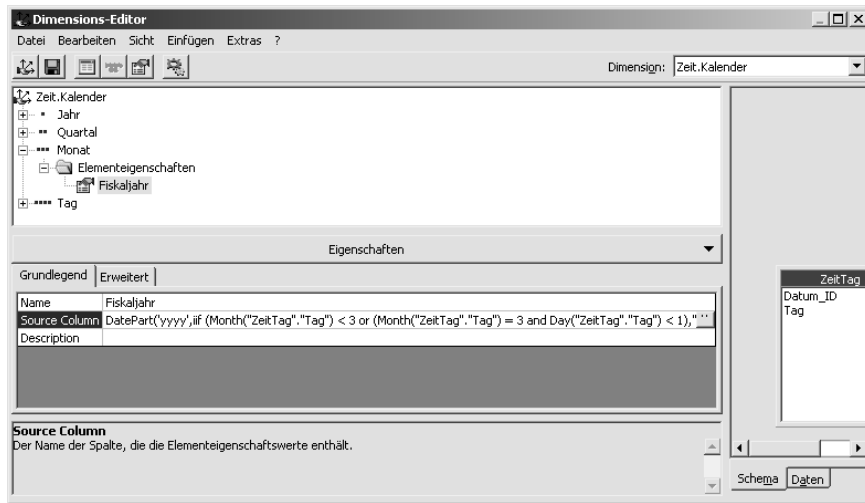 Dimensions-Editor
Datei Bearbeiten Sicht Einfügen Extras ?
Dimension: Zeit.Kalender
Zeit.Kalender
Jahr
Quartal
Monat
Elementeigenschaften
Fiskaljahr
Tag
Eigenschaften
Grundlegend Erweitert
Name Fiskaljahr
Source Column DatePart('yyyy',iif (Month("ZeitTag"."Tag") < 3 or (Month("ZeitTag"."Tag") = 3 and Day("ZeitTag"."Tag") < 1),"
Description
Source Column
Der Name der Spalte, die die Elementeigenschaftswerte enthält.
ZeitTag
Datum_ID
Tag
Schema Daten